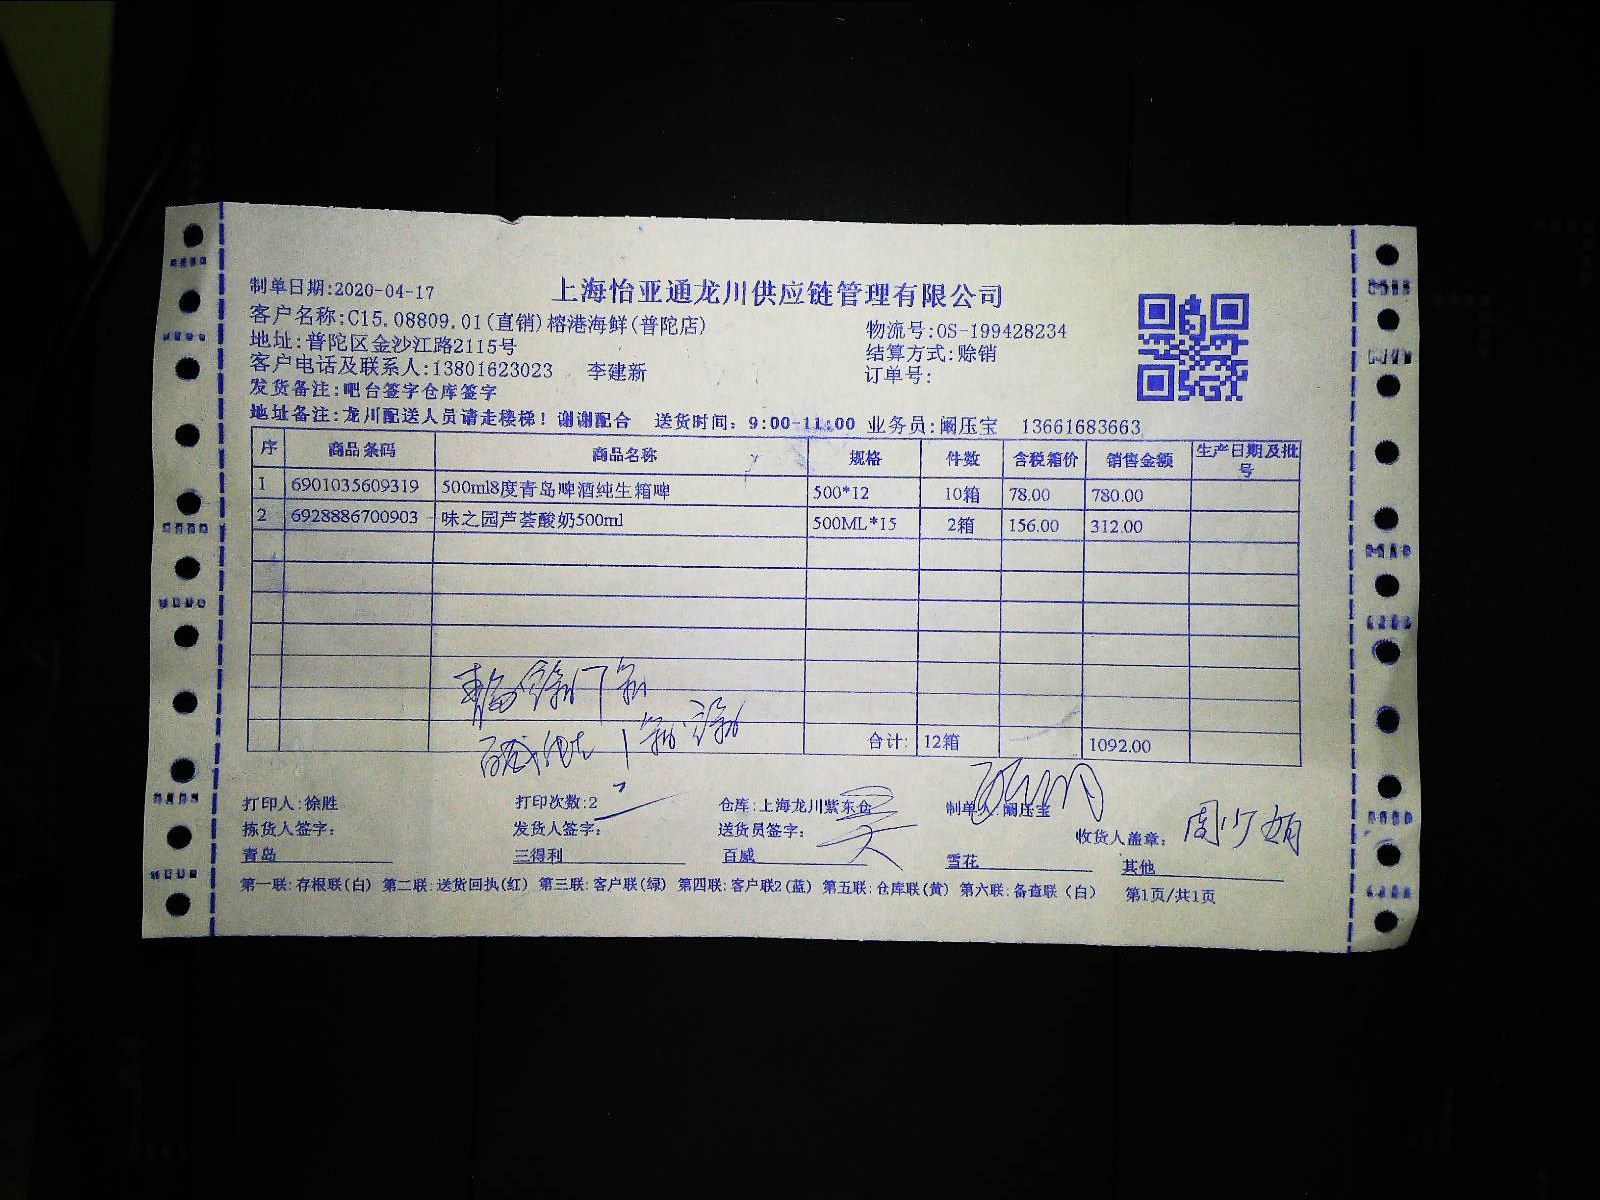 上海怡亚通龙川供应链管理有限公司
制单日期:2020-04-17
客户名称:C15.08809.01(直销)榕港海鲜(普陀店)
物流号:OS-199428234
地址:普陀区金沙江路2115号
结算方式:赊销
客户电话及联系人:13801623023 李建新
订单号:
发货备注:吧台签字仓库签字
地址备注:龙川配送人员请走楼梯！谢谢配合 送货时间：9:00-11:00 业务员:阚压宝 13661683663
序 商品条码 商品名称 规格 件数 含税箱价 销售金额 生产日期及批号
1 6901035609319 500ml8度青岛啤酒纯生箱啤 500*12 10箱 78.00 780.00
2 6928886700903 味之园芦荟酸奶500ml 500ML*15 2箱 156.00 312.00
合计: 12箱 1092.00
打印人:徐胜 打印次数:2 仓库:上海龙川紫东仓 制单人:阚压宝
拣货人签字: 发货人签字: 送货员签字: 收货人盖章:
青岛 三得利 百威 雪花 其他
第一联:存根联(白) 第二联:送货回执(红) 第三联:客户联(绿) 第四联:客户联2(蓝) 第五联:仓库联(黄) 第六联:备查联（白） 第1页/共1页